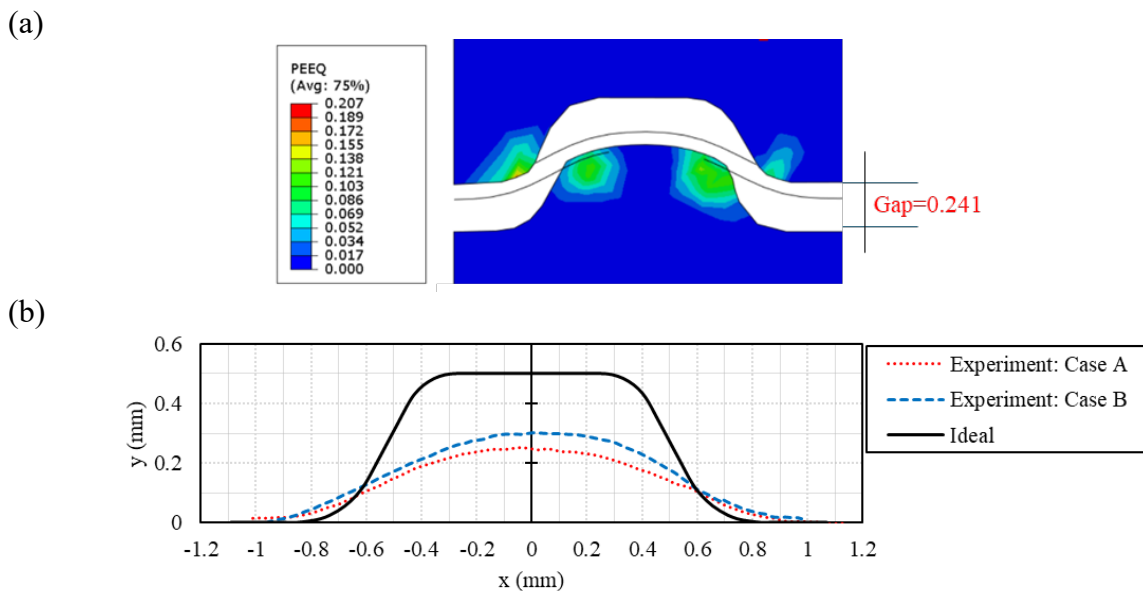 (a)
PEEQ
(Avg: 75%)
0.207
0.189
0.172
0.155
0.138
0.121
0.103
0.086
0.069
0.052
0.034
0.017
0.000
Gap=0.241
(b)
0.6
0.4
0.2
0
y (mm)
-1.2 -1 -0.8 -0.6 -0.4 -0.2 0 0.2 0.4 0.6 0.8 1 1.2
x (mm)
Experiment: Case A
Experiment: Case B
Ideal